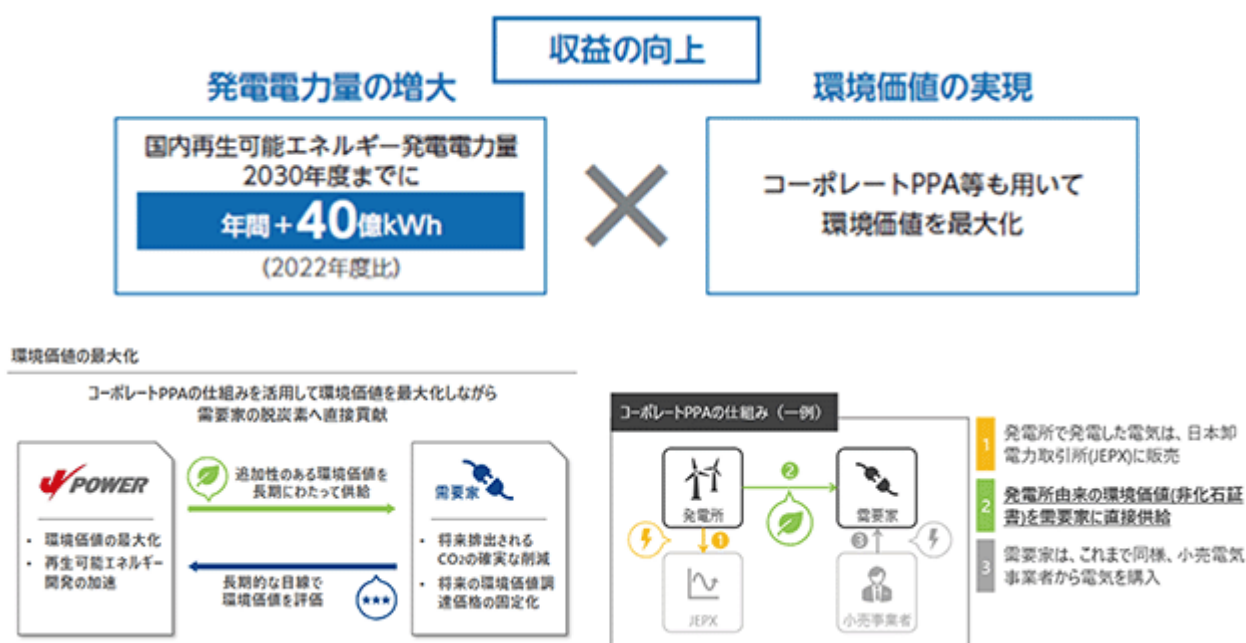 収益の向上
発電電力量の増大
環境価値の実現
国内再生可能エネルギー発電電力量
2030年度までに
年間+40億kWh
(2022年度比)
×
コーポレートPPA等も用いて
環境価値を最大化
環境価値の最大化
コーポレートPPAの仕組みを活用して環境価値を最大化しながら
需要家の脱炭素へ直接貢献
POWER
・ 環境価値の最大化
・ 再生可能エネルギー
開発の加速
追加性のある環境価値を
長期にわたって供給
長期的な目線で
環境価値を評価
需要家
・ 将来排出される
CO₂の確実な削減
・ 将来の環境価値調
達価格の固定化
コーポレートPPAの仕組み(一例)
発電所
2
需要家
1
3
JEPX
小売事業者
1
発電所で発電した電気は、日本卸
電力取引所(JEPX)に販売
2
発電所由来の環境価値(非化石証
書)を需要家に直接供給
3
需要家は、これまで同様、小売電気
事業者から電気を購入